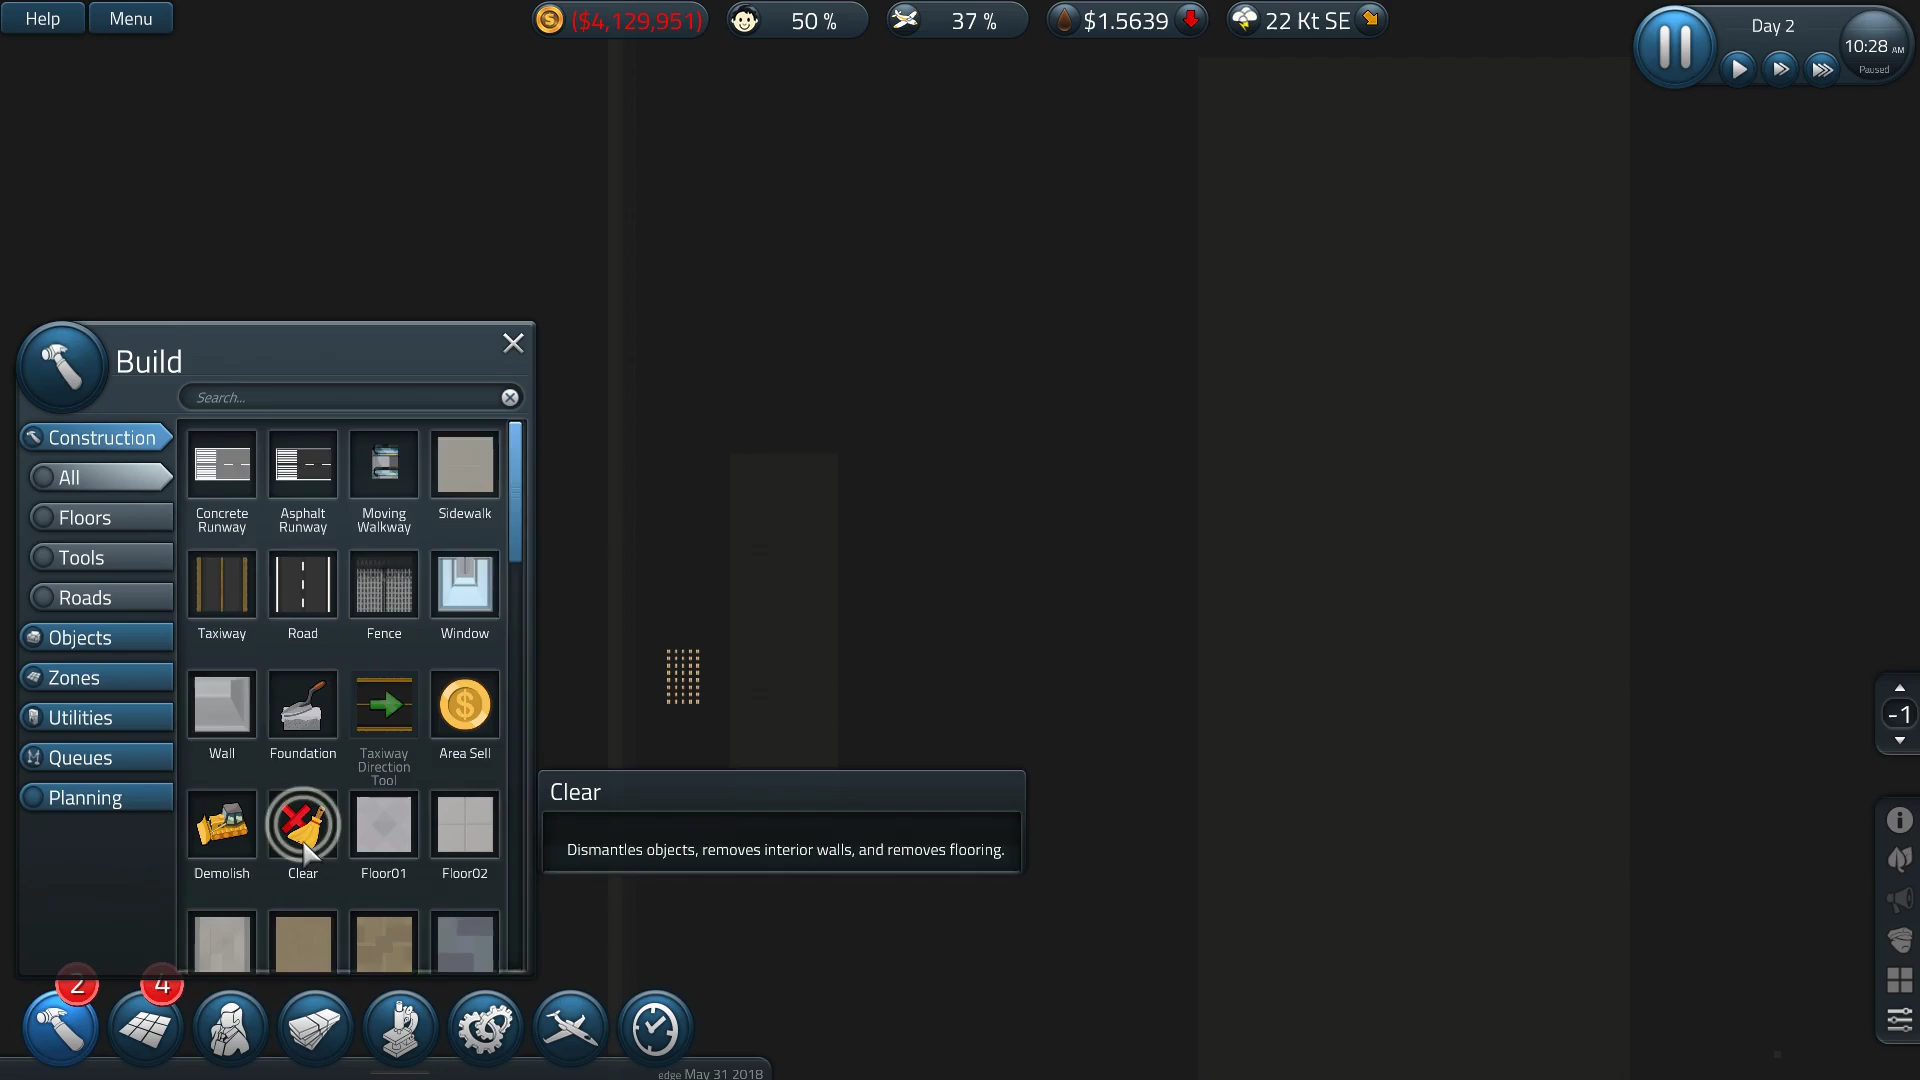 Help
Menu
($4,129,951)
50 %
37 %
$1.5639
22 Kt SE
Day 2
10:28 AM
Paused
Build
Search...
Construction
All
Floors
Tools
Roads
Objects
Zones
Utilities
Queues
Planning
Concrete Runway
Asphalt Runway
Moving Walkway
Sidewalk
Taxiway
Road
Fence
Window
Wall
Foundation
Taxiway Direction Tool
Area Sell
Demolish
Clear
Floor01
Floor02
Clear
Dismantles objects, removes interior walls, and removes flooring.
-1
2
4
edge May 31 2018